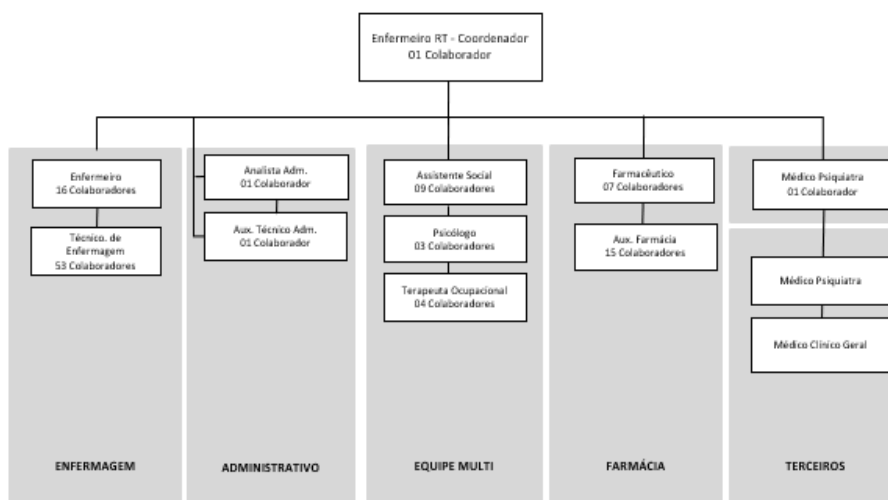 Enfermeiro RT - Coordenador
01 Colaborador
Enfermeiro
16 Colaboradores
Técnico. de
Enfermagem
53 Colaboradores
ENFERMAGEM
Analista Adm.
01 Colaborador
Aux. Técnico Adm.
01 Colaborador
ADMINISTRATIVO
Assistente Social
09 Colaboradores
Psicólogo
03 Colaboradores
Terapeuta Ocupacional
04 Colaboradores
EQUIPE MULTI
Farmacêutico
07 Colaboradores
Aux. Farmácia
15 Colaboradores
FARMÁCIA
Médico Psiquiatra
01 Colaborador
Médico Psiquiatra
Médico Clínico Geral
TERCEIROS